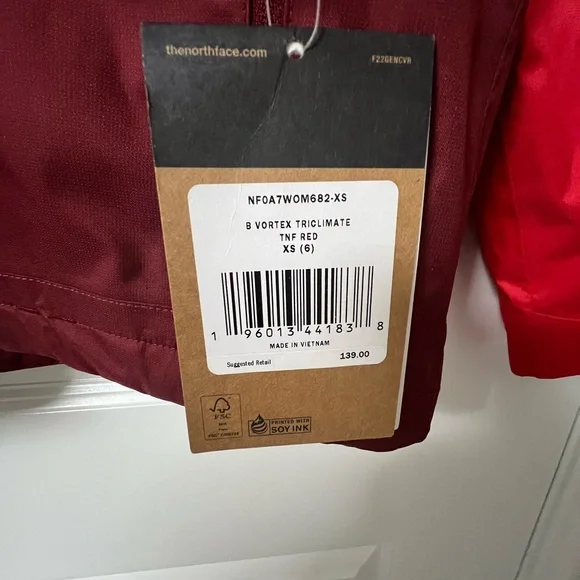 thenorthface.com
F22GENCVR
NF0A7WOM682-XS
B VORTEX TRICLIMATE
TNF RED
XS (6)
1 96013 44183 8
MADE IN VIETNAM
Suggested Retail 139.00
FSC
PRINTED WITH
SOY INK